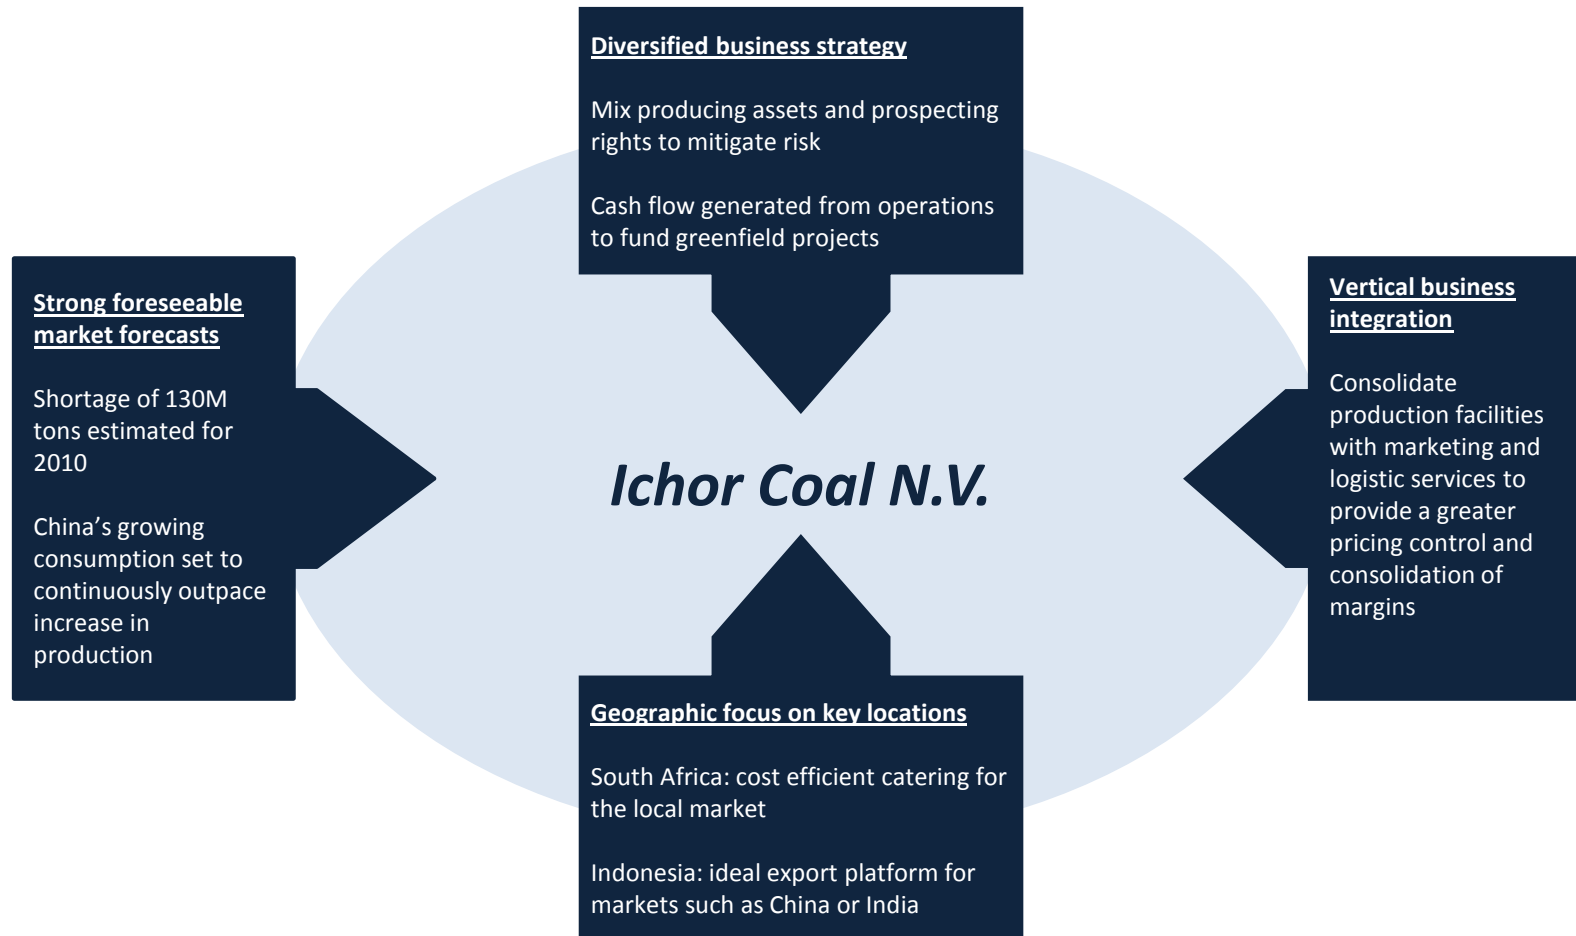 Diversified business strategy
Mix producing assets and prospecting
rights to mitigate risk
Cash flow generated from operations
to fund greenfield projects
Strong foreseeable
market forecasts
Shortage of 130M
tons estimated for
2010
China’s growing
consumption set to
continuously outpace
increase in
production
Ichor Coal N.V.
Vertical business
integration
Consolidate
production facilities
with marketing and
logistic services to
provide a greater
pricing control and
consolidation of
margins
Geographic focus on key locations
South Africa: cost efficient catering for
the local market
Indonesia: ideal export platform for
markets such as China or India